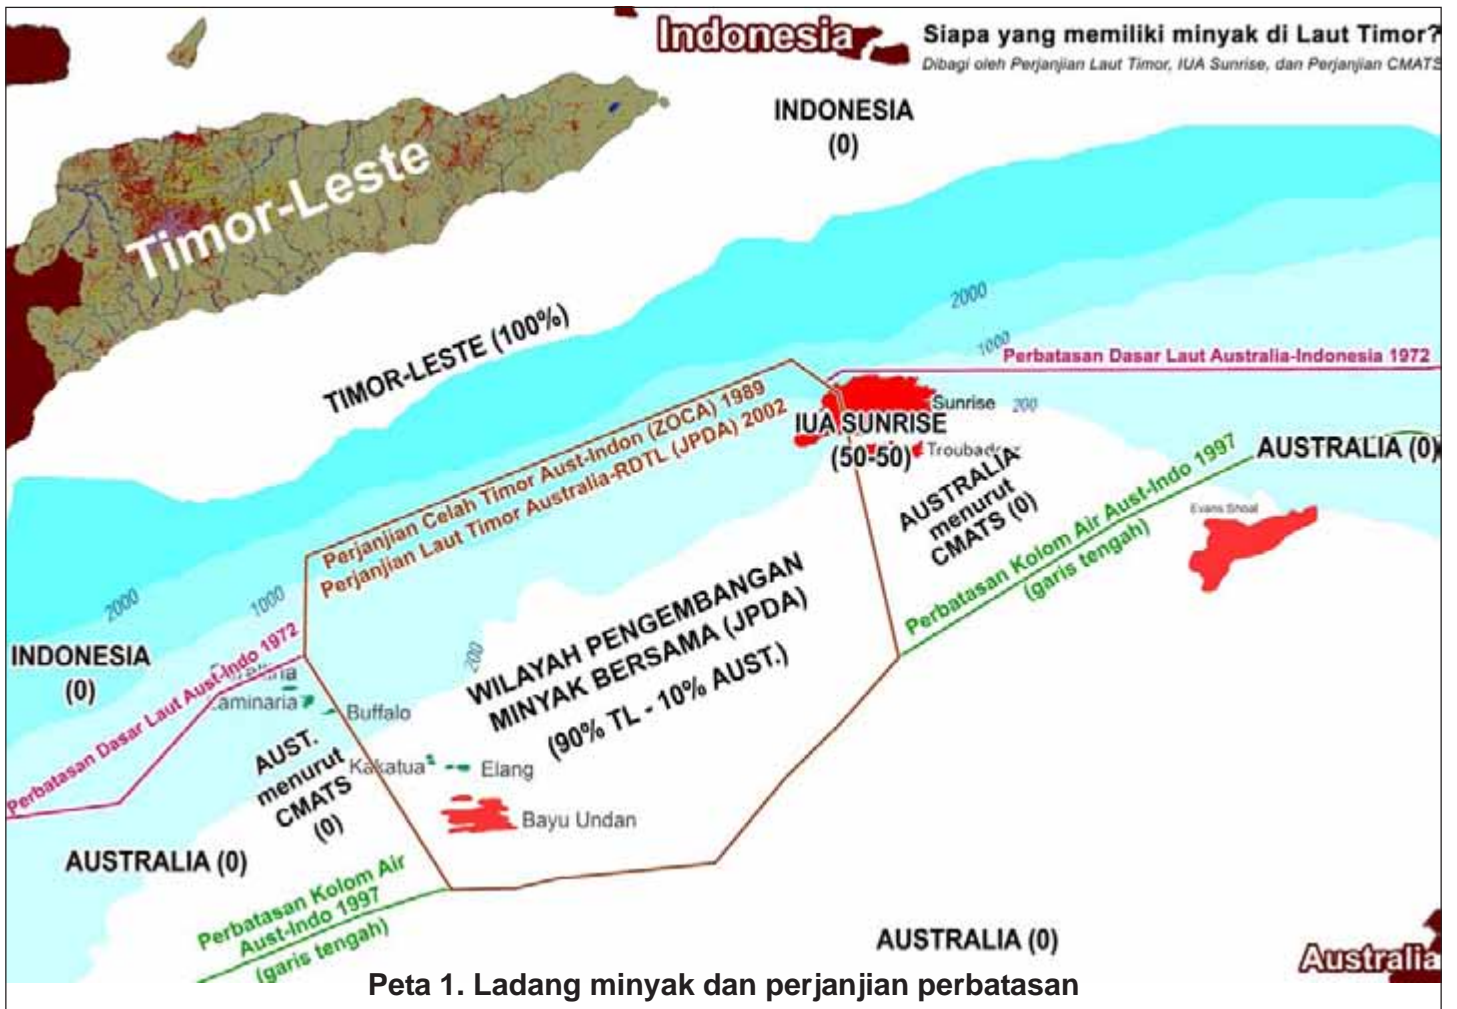 Indonesia
Siapa yang memiliki minyak di Laut Timor?
Dibagi oleh Perjanjian Laut Timor, IUA Sunrise, dan Perjanjian CMATS
INDONESIA
(0)
Timor-Leste
TIMOR-LESTE (100%)
2000
1000
Perbatasan Dasar Laut Australia-Indonesia 1972
Perjanjian Celah Timor Aust-Indon (ZOCA) 1989
Perjanjian Laut Timor Australia-RDTL (JPDA) 2002
Sunrise
200
IUA SUNRISE
(50-50)
AUSTRALIA
menurut
CMATS (0)
AUSTRALIA (0)
Perbatasan Kolom Air Aust-Indo 1997
(garis tengah)
Evans Shoal
2000
1000
200
WILAYAH PENGEMBANGAN
MINYAK BERSAMA (JPDA)
(90% TL - 10% AUST.)
INDONESIA
(0)
Perbatasan Dasar Laut Aust-Indo 1972
Buffalo
AUST.
menurut
CMATS
(0)
Kakatua
Elang
Bayu Undan
AUSTRALIA (0)
Perbatasan Kolom Air
Aust-Indo 1997
(garis tengah)
AUSTRALIA (0)
Australia
Peta 1. Ladang minyak dan perjanjian perbatasan